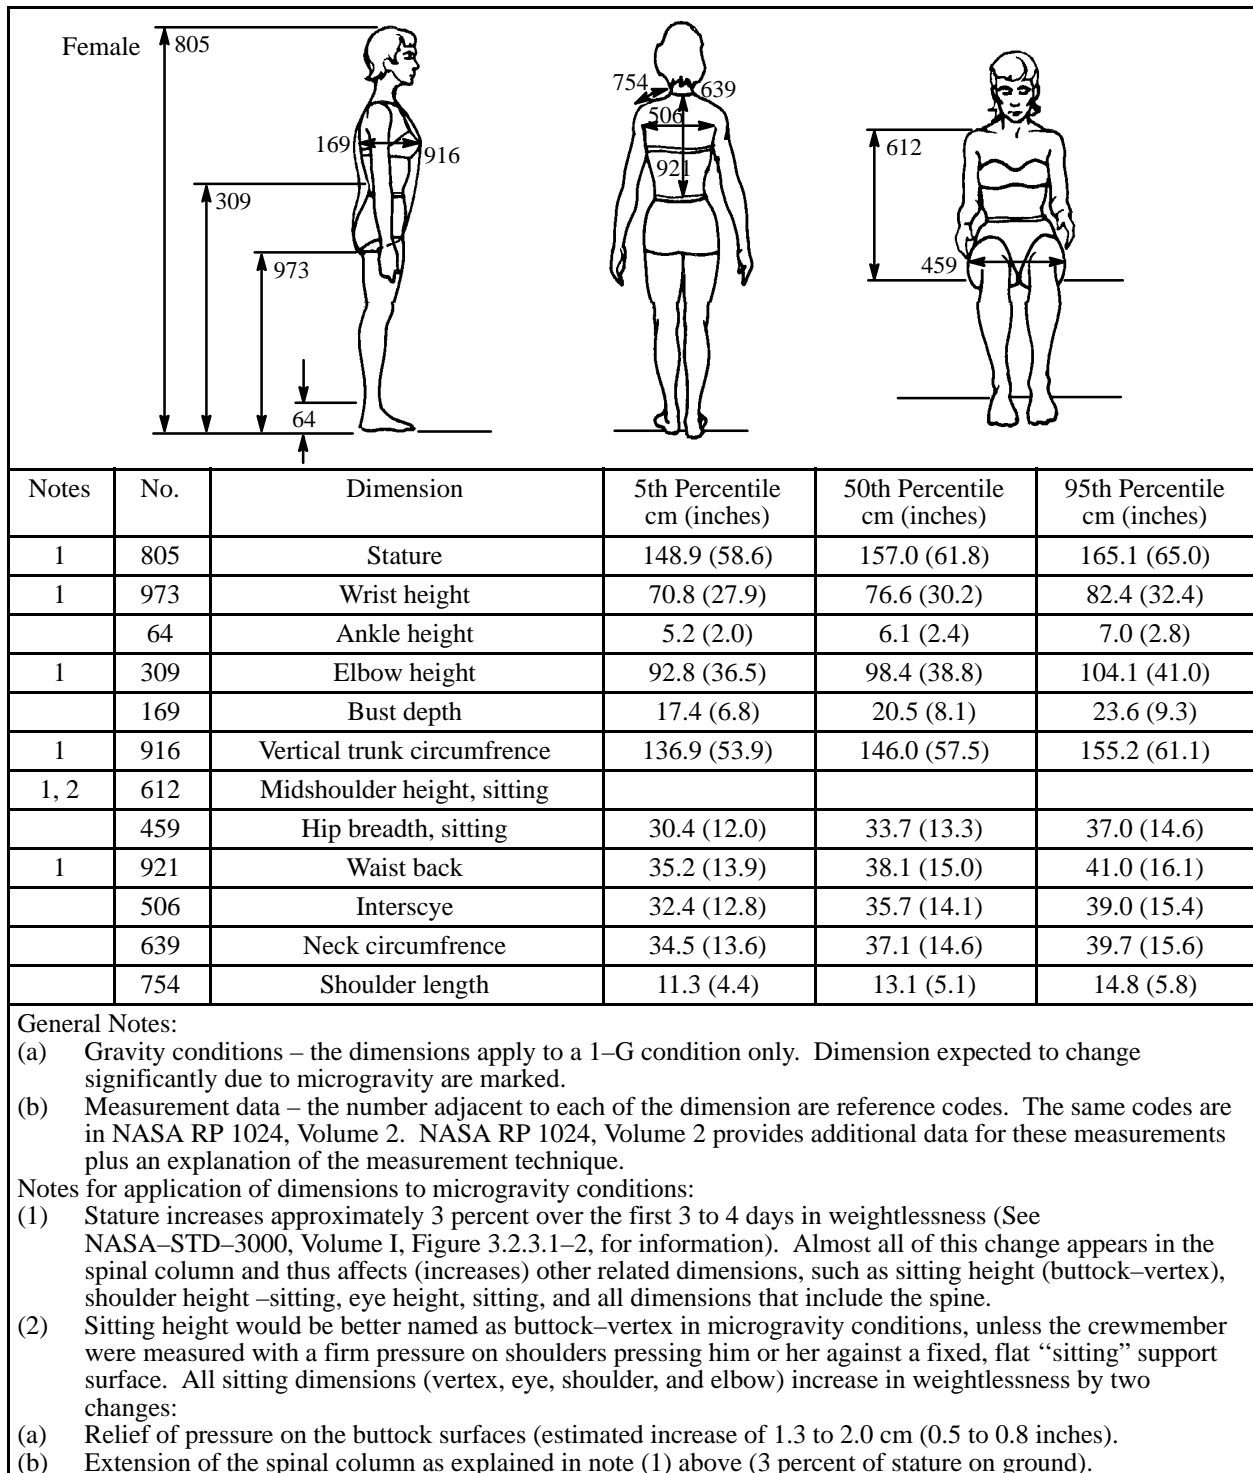 Female
805
169
916
309
973
64
754
639
506
921
612
459
Notes No. Dimension 5th Percentile cm (inches) 50th Percentile cm (inches) 95th Percentile cm (inches)
1 805 Stature 148.9 (58.6) 157.0 (61.8) 165.1 (65.0)
1 973 Wrist height 70.8 (27.9) 76.6 (30.2) 82.4 (32.4)
64 Ankle height 5.2 (2.0) 6.1 (2.4) 7.0 (2.8)
1 309 Elbow height 92.8 (36.5) 98.4 (38.8) 104.1 (41.0)
169 Bust depth 17.4 (6.8) 20.5 (8.1) 23.6 (9.3)
1 916 Vertical trunk circumfrence 136.9 (53.9) 146.0 (57.5) 155.2 (61.1)
1, 2 612 Midshoulder height, sitting
459 Hip breadth, sitting 30.4 (12.0) 33.7 (13.3) 37.0 (14.6)
1 921 Waist back 35.2 (13.9) 38.1 (15.0) 41.0 (16.1)
506 Interscye 32.4 (12.8) 35.7 (14.1) 39.0 (15.4)
639 Neck circumfrence 34.5 (13.6) 37.1 (14.6) 39.7 (15.6)
754 Shoulder length 11.3 (4.4) 13.1 (5.1) 14.8 (5.8)
General Notes:
(a) Gravity conditions – the dimensions apply to a 1–G condition only. Dimension expected to change
significantly due to microgravity are marked.
(b) Measurement data – the number adjacent to each of the dimension are reference codes. The same codes are
in NASA RP 1024, Volume 2. NASA RP 1024, Volume 2 provides additional data for these measurements
plus an explanation of the measurement technique.
Notes for application of dimensions to microgravity conditions:
(1) Stature increases approximately 3 percent over the first 3 to 4 days in weightlessness (See
NASA–STD–3000, Volume I, Figure 3.2.3.1–2, for information). Almost all of this change appears in the
spinal column and thus affects (increases) other related dimensions, such as sitting height (buttock–vertex),
shoulder height –sitting, eye height, sitting, and all dimensions that include the spine.
(2) Sitting height would be better named as buttock–vertex in microgravity conditions, unless the crewmember
were measured with a firm pressure on shoulders pressing him or her against a fixed, flat “sitting” support
surface. All sitting dimensions (vertex, eye, shoulder, and elbow) increase in weightlessness by two
changes:
(a) Relief of pressure on the buttock surfaces (estimated increase of 1.3 to 2.0 cm (0.5 to 0.8 inches).
(b) Extension of the spinal column as explained in note (1) above (3 percent of stature on ground).